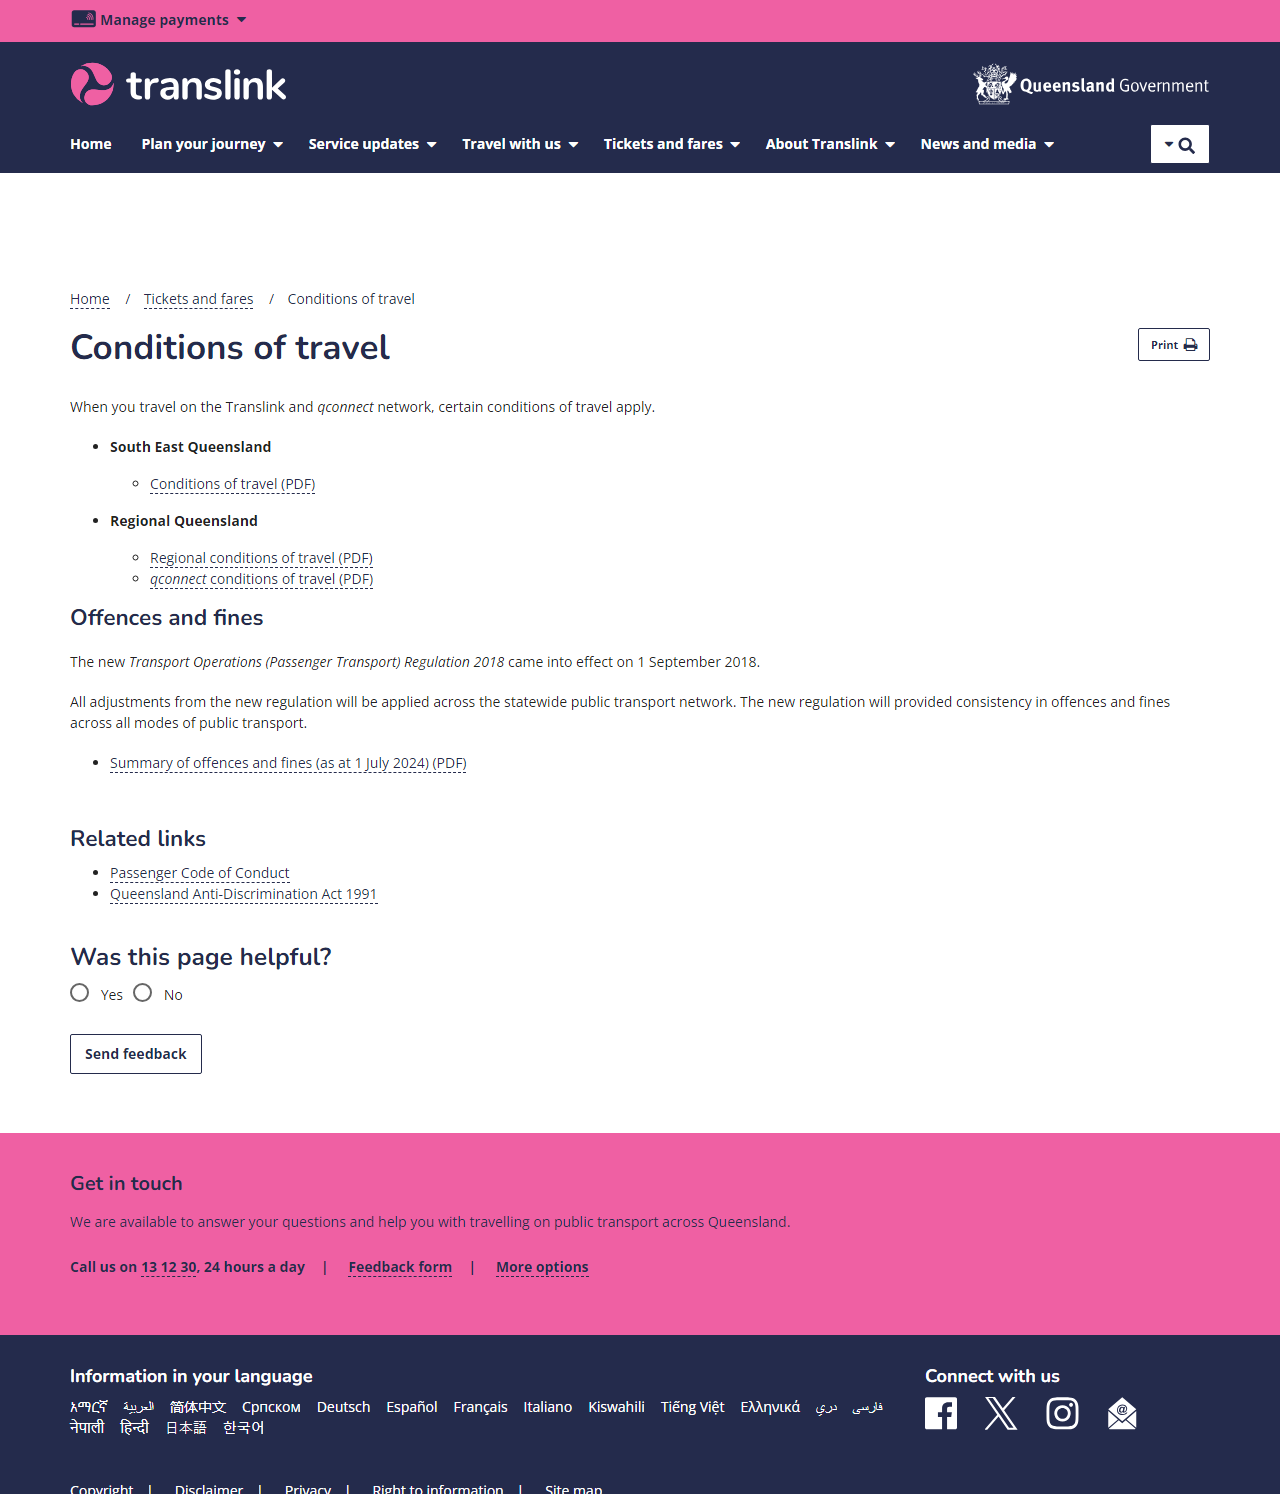 Manage payments
translink
Queensland Government
Home Plan your journey Service updates Travel with us Tickets and fares About Translink News and media
Home / Tickets and fares / Conditions of travel
Conditions of travel
Print
When you travel on the Translink and qconnect network, certain conditions of travel apply.
South East Queensland
Conditions of travel (PDF)
Regional Queensland
Regional conditions of travel (PDF)
qconnect conditions of travel (PDF)
Offences and fines
The new Transport Operations (Passenger Transport) Regulation 2018 came into effect on 1 September 2018.
All adjustments from the new regulation will be applied across the statewide public transport network. The new regulation will provided consistency in offences and fines
across all modes of public transport.
Summary of offences and fines (as at 1 July 2024) (PDF)
Related links
Passenger Code of Conduct
Queensland Anti-Discrimination Act 1991
Was this page helpful?
Yes No
Send feedback
Get in touch
We are available to answer your questions and help you with travelling on public transport across Queensland.
Call us on 13 12 30, 24 hours a day | Feedback form | More options
Information in your language
Connect with us
አማርኛ العربية 简体中文 Српском Deutsch Español Français Italiano Kiswahili Tiếng Việt Ελληνικά دري فارسی
नेपाली हिन्दी 日本語 한국어
Copyright | Disclaimer | Privacy | Right to information | Site map